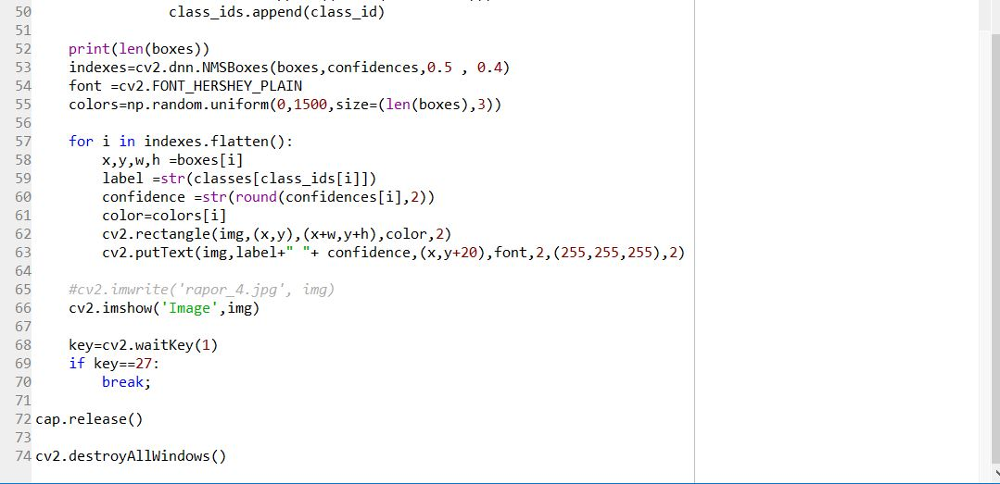 50 class_ids.append(class_id)
51
52 print(len(boxes))
53 indexes=cv2.dnn.NMSBoxes(boxes,confidences,0.5 , 0.4)
54 font =cv2.FONT_HERSHEY_PLAIN
55 colors=np.random.uniform(0,1500,size=(len(boxes),3))
56
57 for i in indexes.flatten():
58 x,y,w,h =boxes[i]
59 label =str(classes[class_ids[i]])
60 confidence =str(round(confidences[i],2))
61 color=colors[i]
62 cv2.rectangle(img,(x,y),(x+w,y+h),color,2)
63 cv2.putText(img,label+" "+ confidence,(x,y+20),font,2,(255,255,255),2)
64
65 #cv2.imwrite('rapor_4.jpg', img)
66 cv2.imshow('Image',img)
67
68 key=cv2.waitKey(1)
69 if key==27:
70 break;
71
72 cap.release()
73
74 cv2.destroyAllWindows()